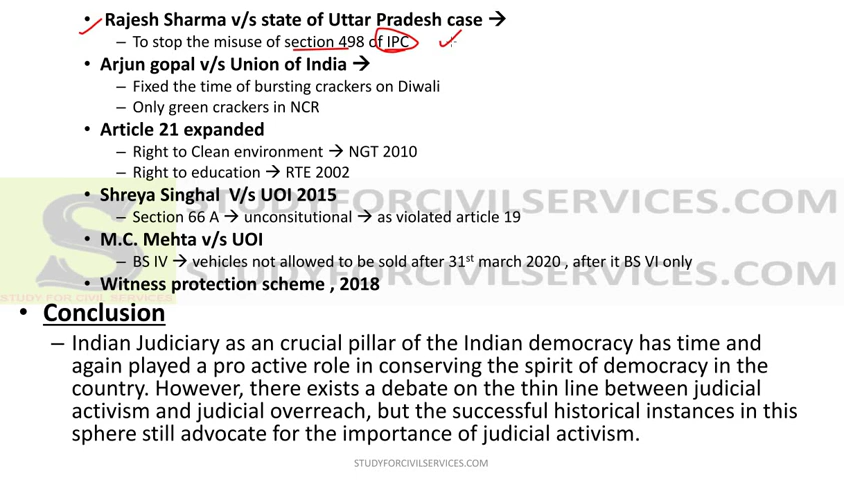 • Rajesh Sharma v/s state of Uttar Pradesh case →
– To stop the misuse of section 498 of IPC
• Arjun gopal v/s Union of India →
– Fixed the time of bursting crackers on Diwali
– Only green crackers in NCR
• Article 21 expanded
– Right to Clean environment → NGT 2010
– Right to education → RTE 2002
• Shreya Singhal V/s UOI 2015
– Section 66 A → unconsitutional → as violated article 19
• M.C. Mehta v/s UOI
– BS IV → vehicles not allowed to be sold after 31st march 2020 , after it BS VI only
• Witness protection scheme , 2018
• Conclusion
– Indian Judiciary as an crucial pillar of the Indian democracy has time and
again played a pro active role in conserving the spirit of democracy in the
country. However, there exists a debate on the thin line between judicial
activism and judicial overreach, but the successful historical instances in this
sphere still advocate for the importance of judicial activism.
STUDYFORCIVILSERVICES.COM
STUDYFORCIVILSERVICES.COM
STUDYFORCIVILSERVICES.COM
STUDY FOR CIVIL SERVICES